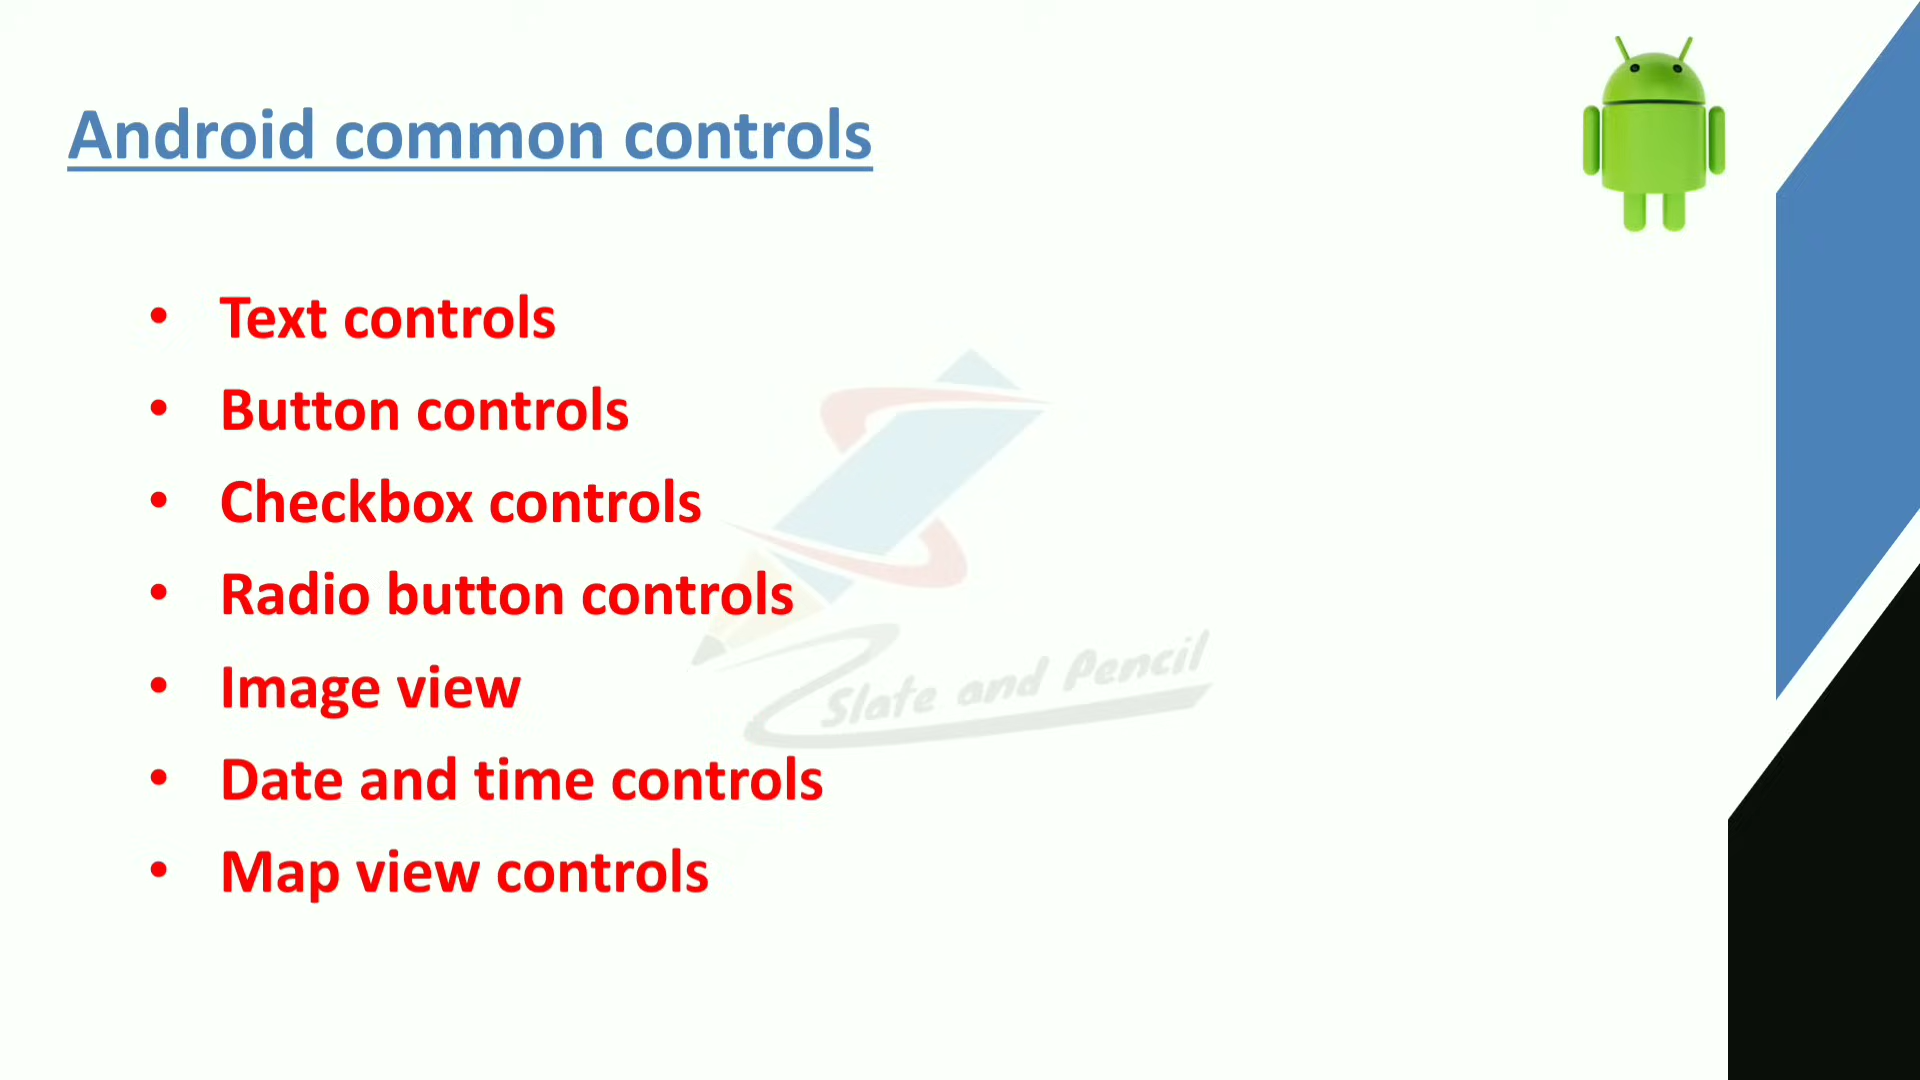 Android common controls
• Text controls
• Button controls
• Checkbox controls
• Radio button controls
• Image view
Slate and Pencil
• Date and time controls
• Map view controls